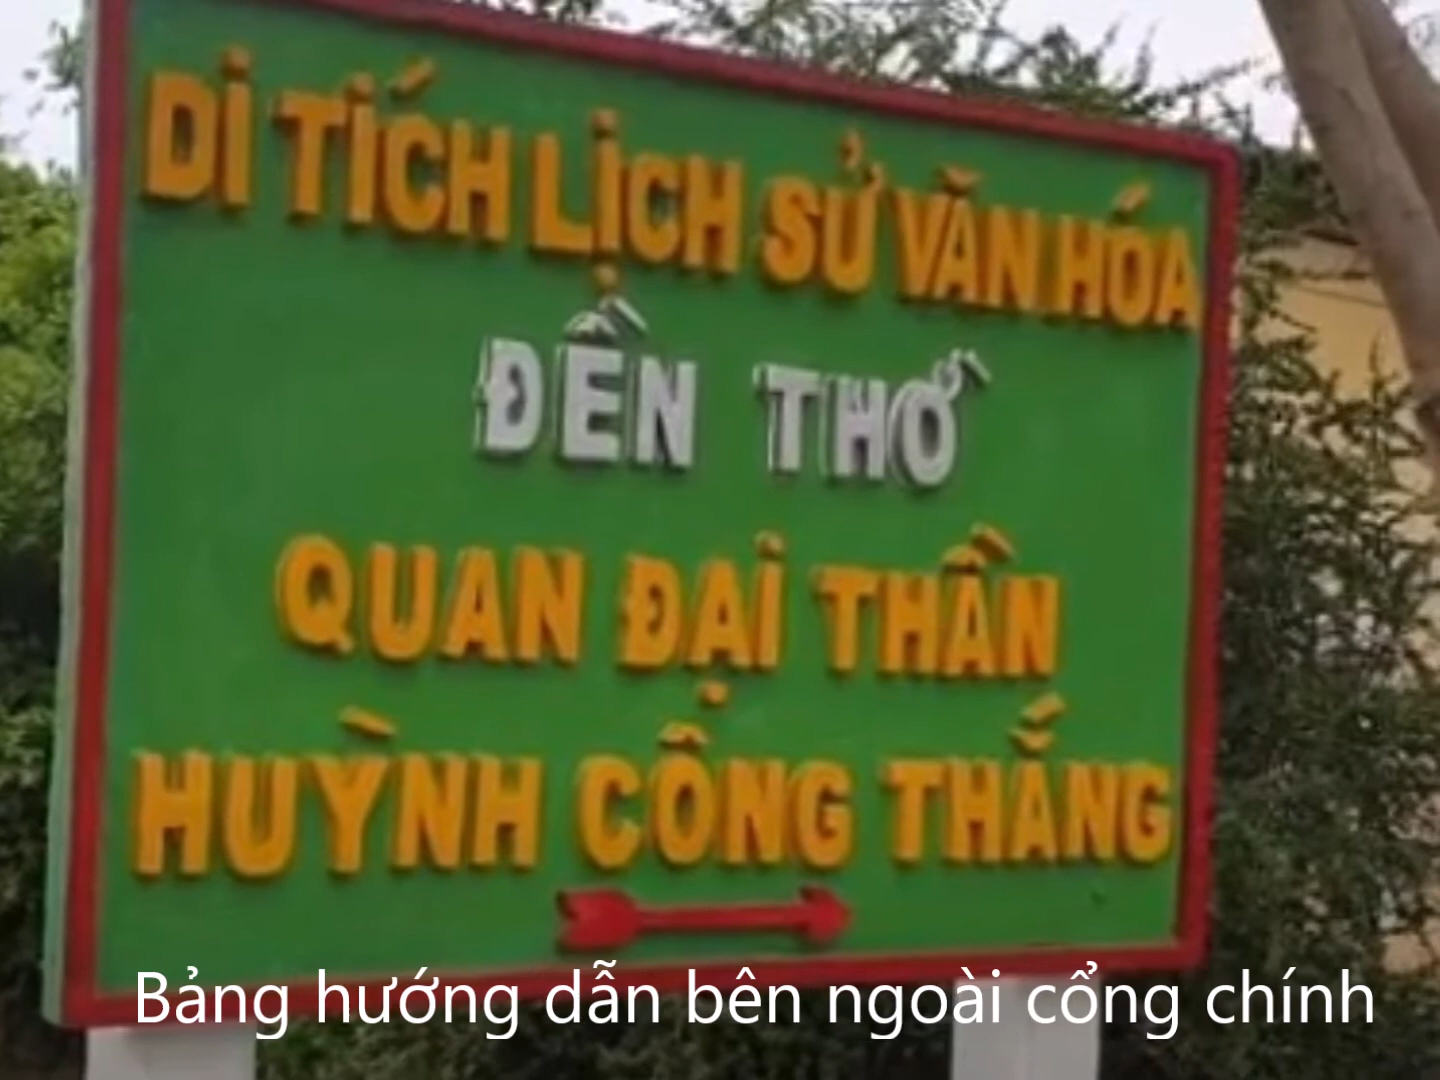 DI TÍCH LỊCH SỬ VĂN HÓA
ĐỀN THỜ
QUAN ĐẠI THẦN
HUỲNH CÔNG THẮNG
Bảng hướng dẫn bên ngoài cổng chính